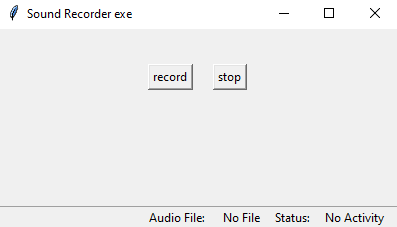 Sound Recorder exe
record stop
Audio File: No File Status: No Activity